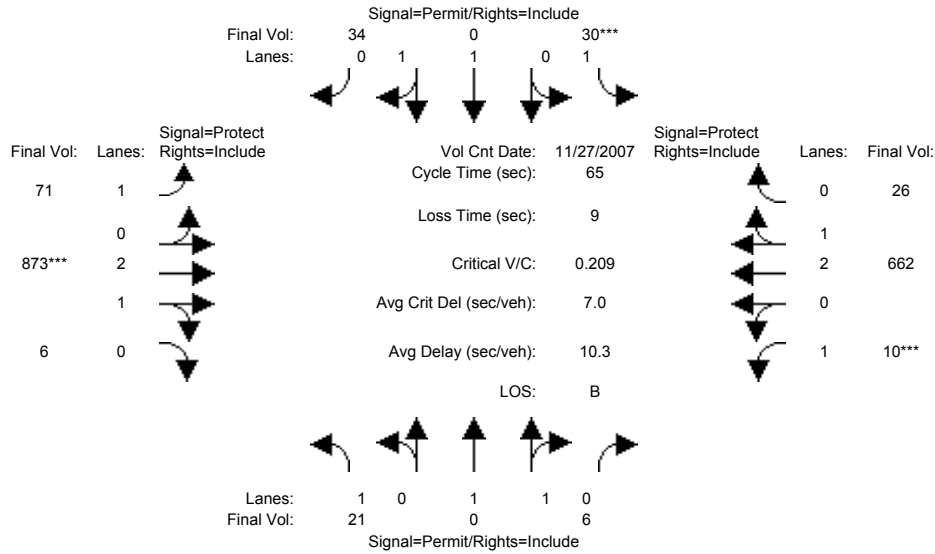 Signal=Permit/Rights=Include
Final Vol: 34 0 30***
Lanes: 0 1 1 0 1
Signal=Protect Signal=Protect
Final Vol: Lanes: Rights=Include Vol Cnt Date: 11/27/2007 Rights=Include Lanes: Final Vol:
Cycle Time (sec): 65
71 1 0 26
Loss Time (sec): 9
0 1
873*** 2 Critical V/C: 0.209 2 662
1 Avg Crit Del (sec/veh): 7.0 0
6 0 Avg Delay (sec/veh): 10.3 1 10***
LOS: B
Lanes: 1 0 1 1 0
Final Vol: 21 0 6
Signal=Permit/Rights=Include